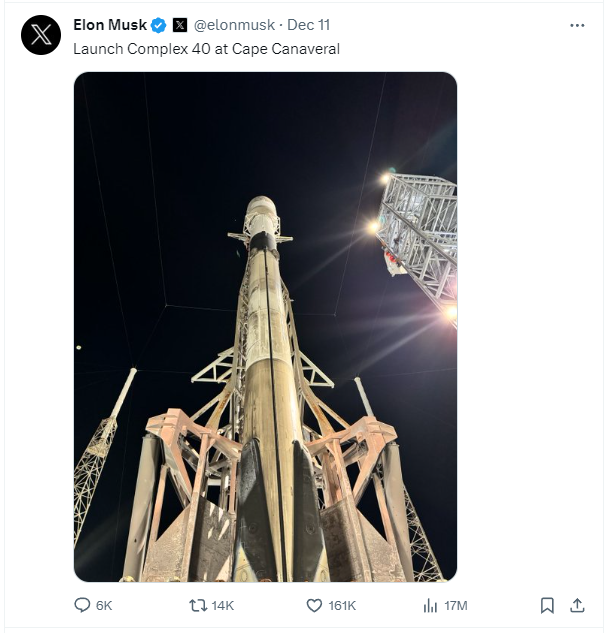 Elon Musk @elonmusk · Dec 11
Launch Complex 40 at Cape Canaveral
6K 14K 161K 17M